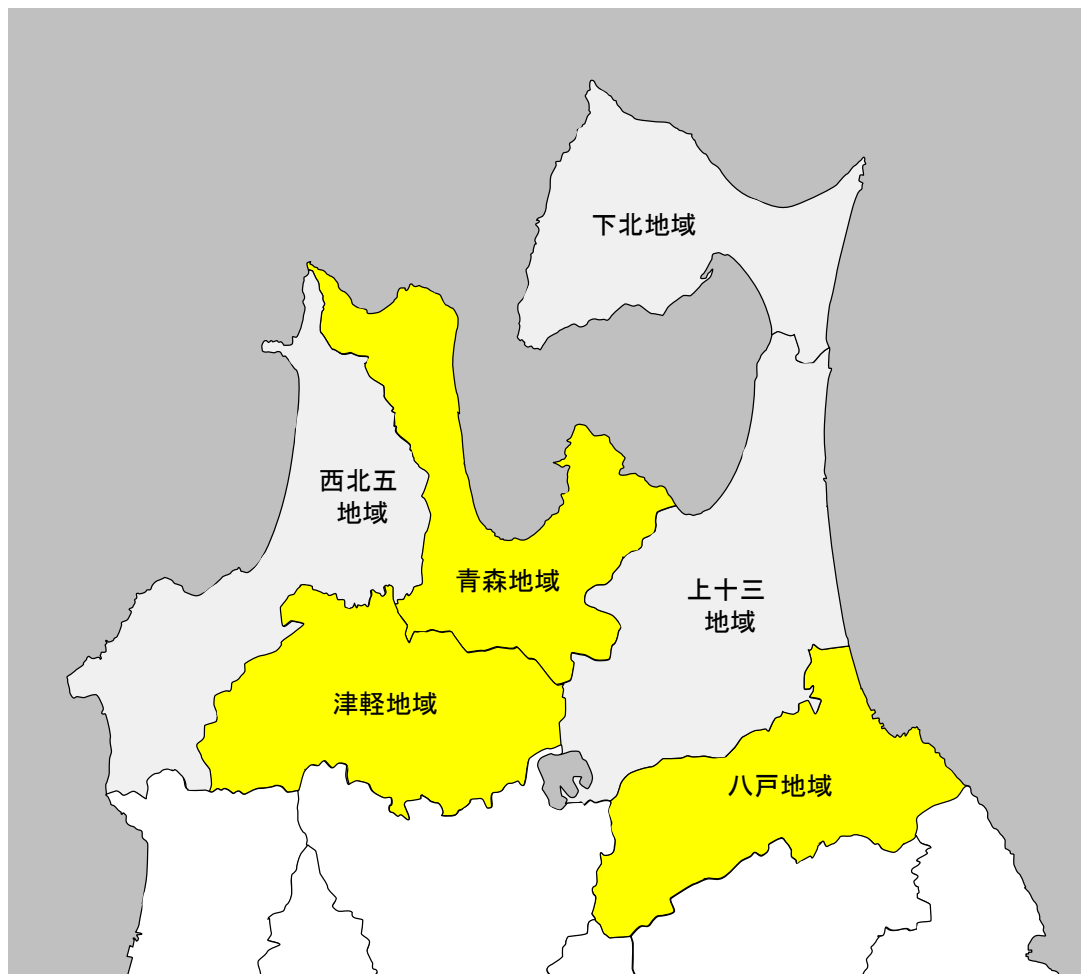 下北地域
西北五
地域
青森地域
上十三
地域
津軽地域
八戸地域